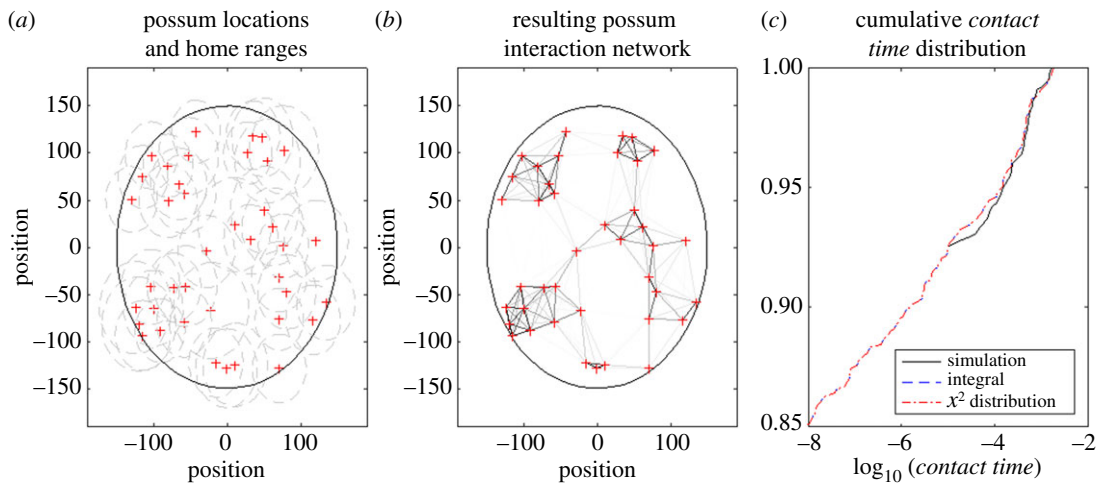 (a) possum locations
and home ranges
150
100
50
0
−50
−100
−150
position
−100 0 100
position
(b) resulting possum
interaction network
150
100
50
0
−50
−100
−150
position
−100 0 100
position
(c) cumulative contact
time distribution
1.00
0.95
0.90
0.85
simulation
integral
x² distribution
−8 −6 −4 −2
log₁₀ (contact time)